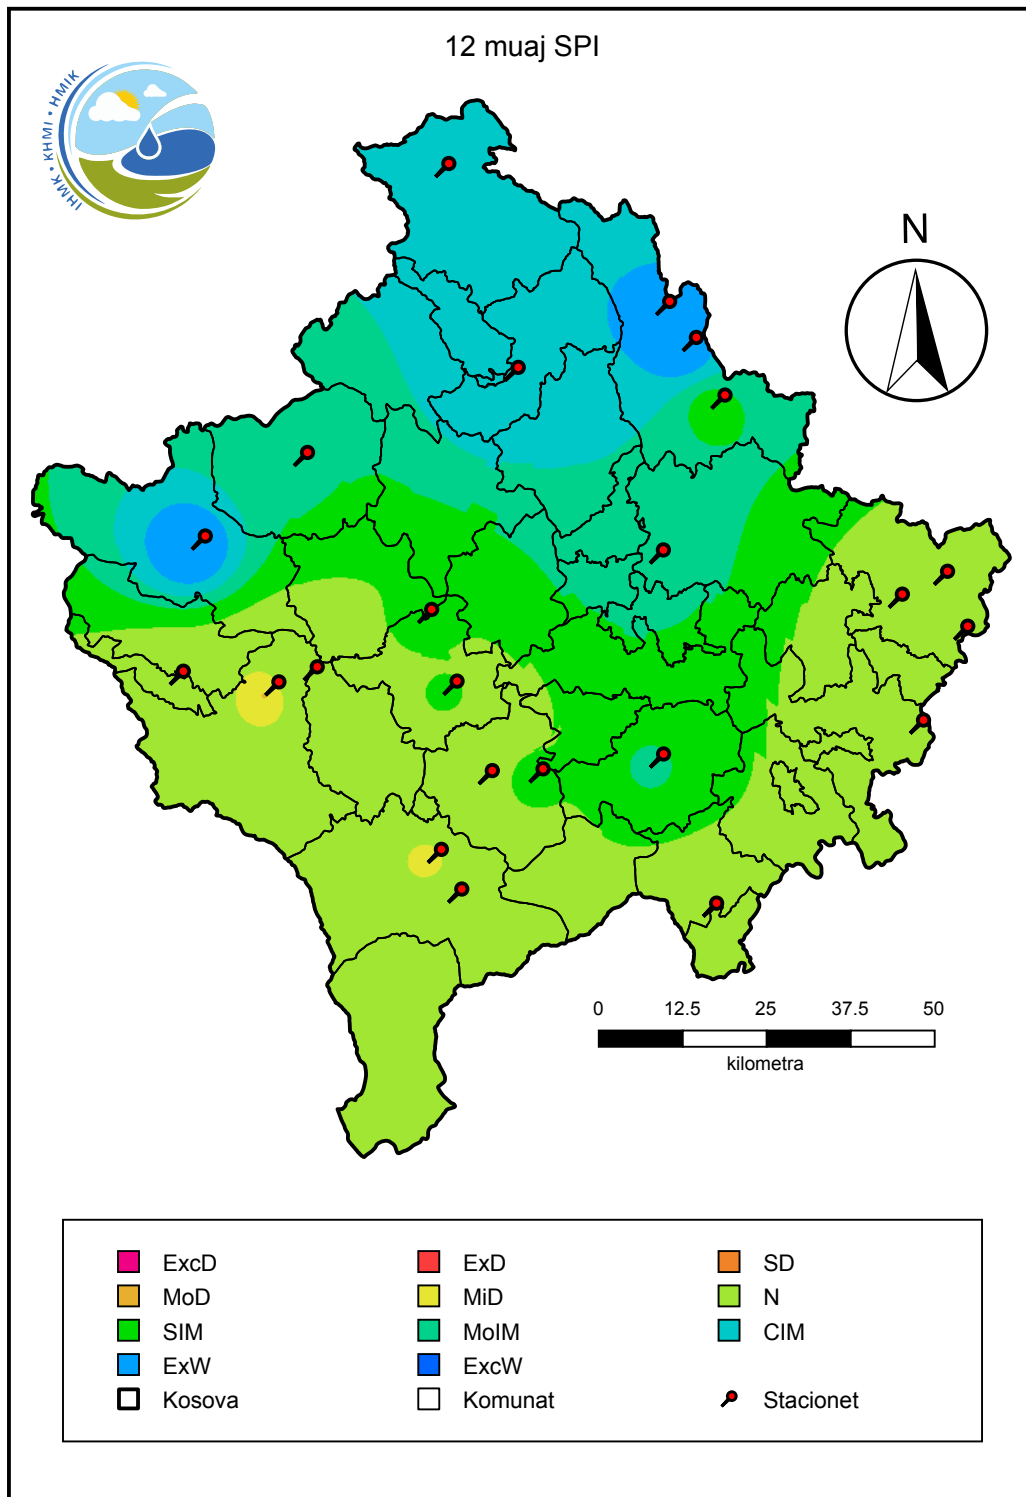 12 muaj SPI
IHMK • KHMI • HMIK
N
0 12.5 25 37.5 50
kilometra
ExcD ExD SD
MoD MiD N
SIM MoIM CIM
ExW ExcW
Kosova Komunat Stacionet